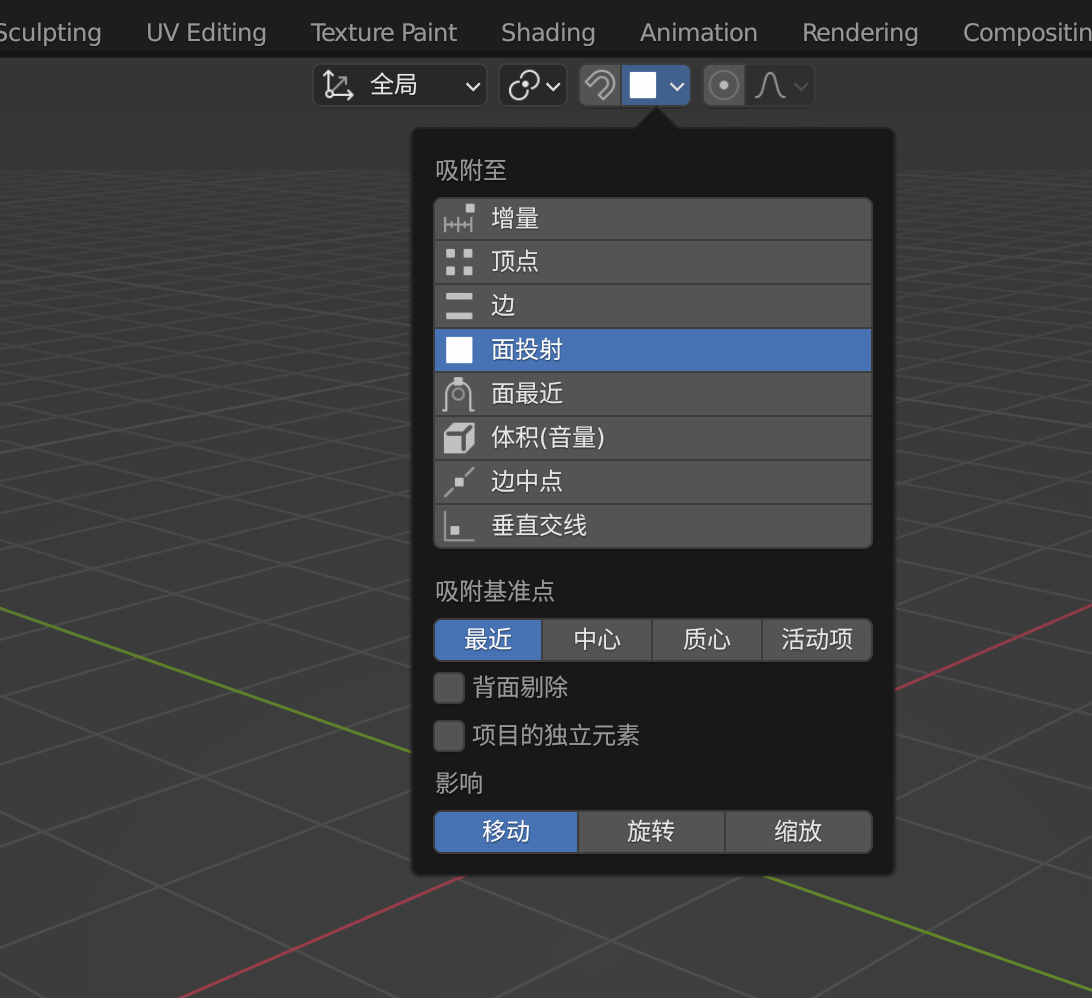 Sculpting UV Editing Texture Paint Shading Animation Rendering Compositin
全局
吸附至
增量
顶点
边
面投射
面最近
体积(音量)
边中点
垂直交线
吸附基准点
最近 中心 质心 活动项
背面剔除
项目的独立元素
影响
移动 旋转 缩放